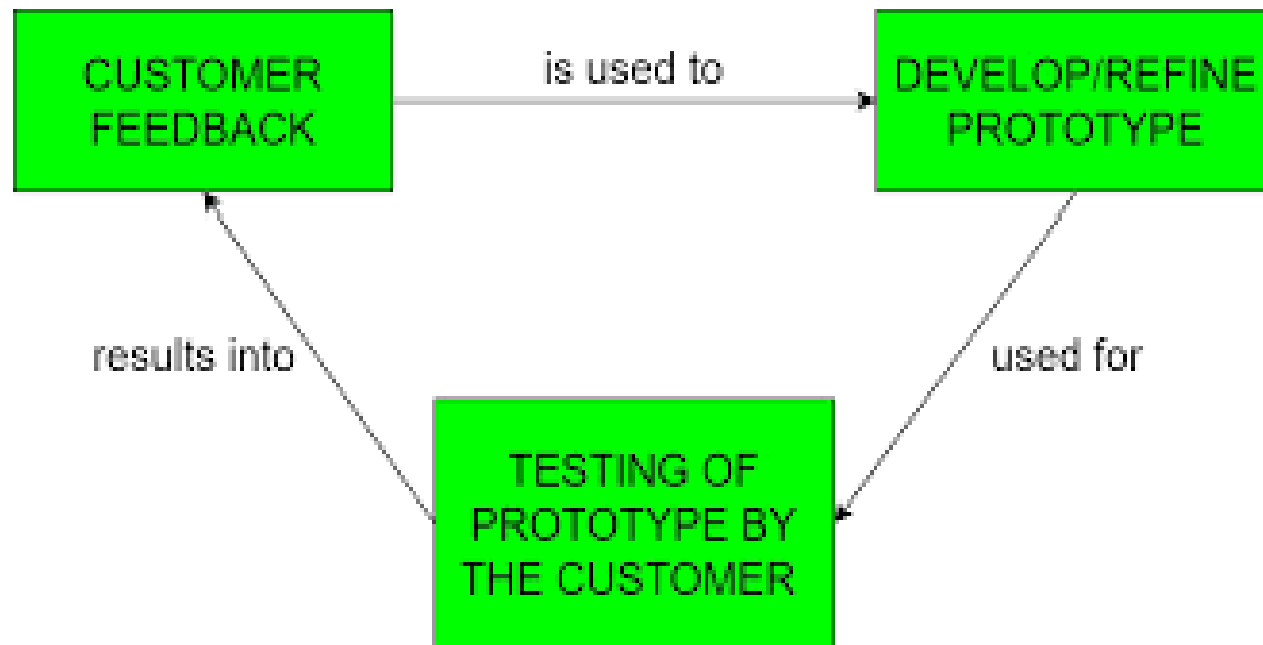 CUSTOMER
FEEDBACK
is used to
DEVELOP/REFINE
PROTOTYPE
results into
used for
TESTING OF
PROTOTYPE BY
THE CUSTOMER